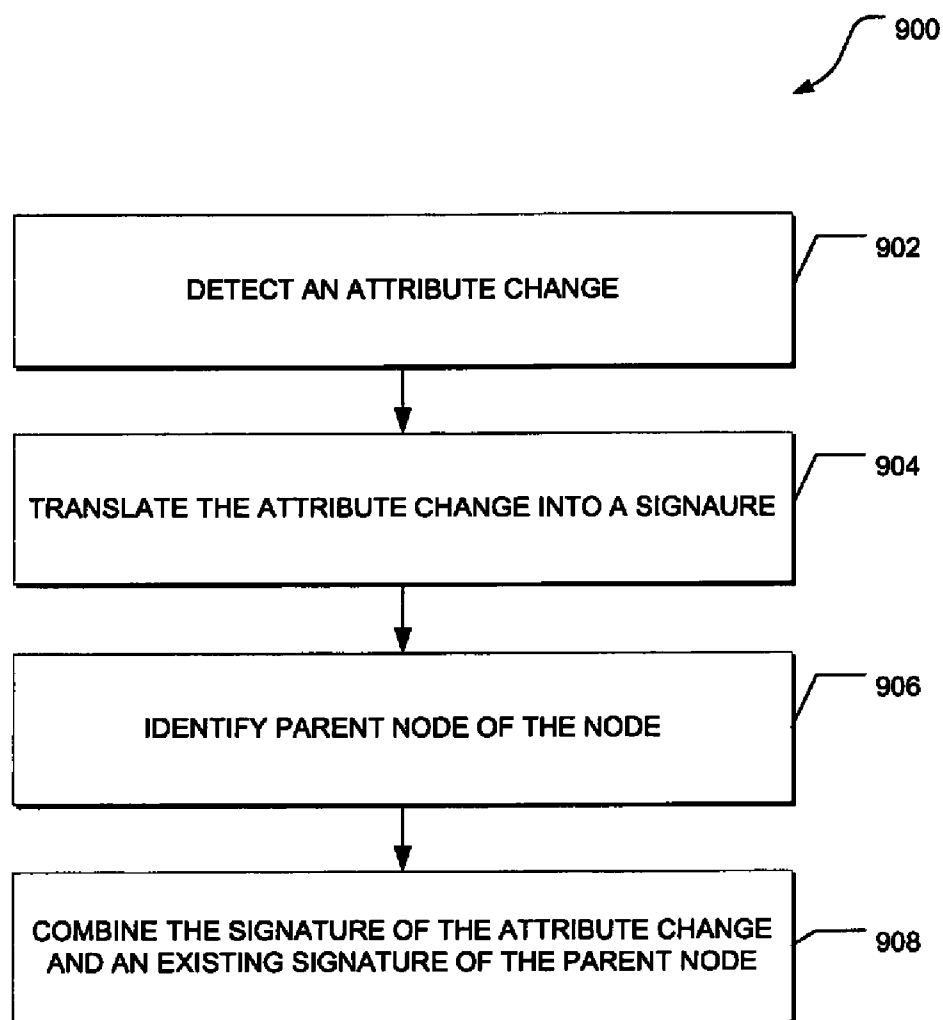 900
DETECT AN ATTRIBUTE CHANGE
902
TRANSLATE THE ATTRIBUTE CHANGE INTO A SIGNAURE
904
IDENTIFY PARENT NODE OF THE NODE
906
COMBINE THE SIGNATURE OF THE ATTRIBUTE CHANGE
AND AN EXISTING SIGNATURE OF THE PARENT NODE
908